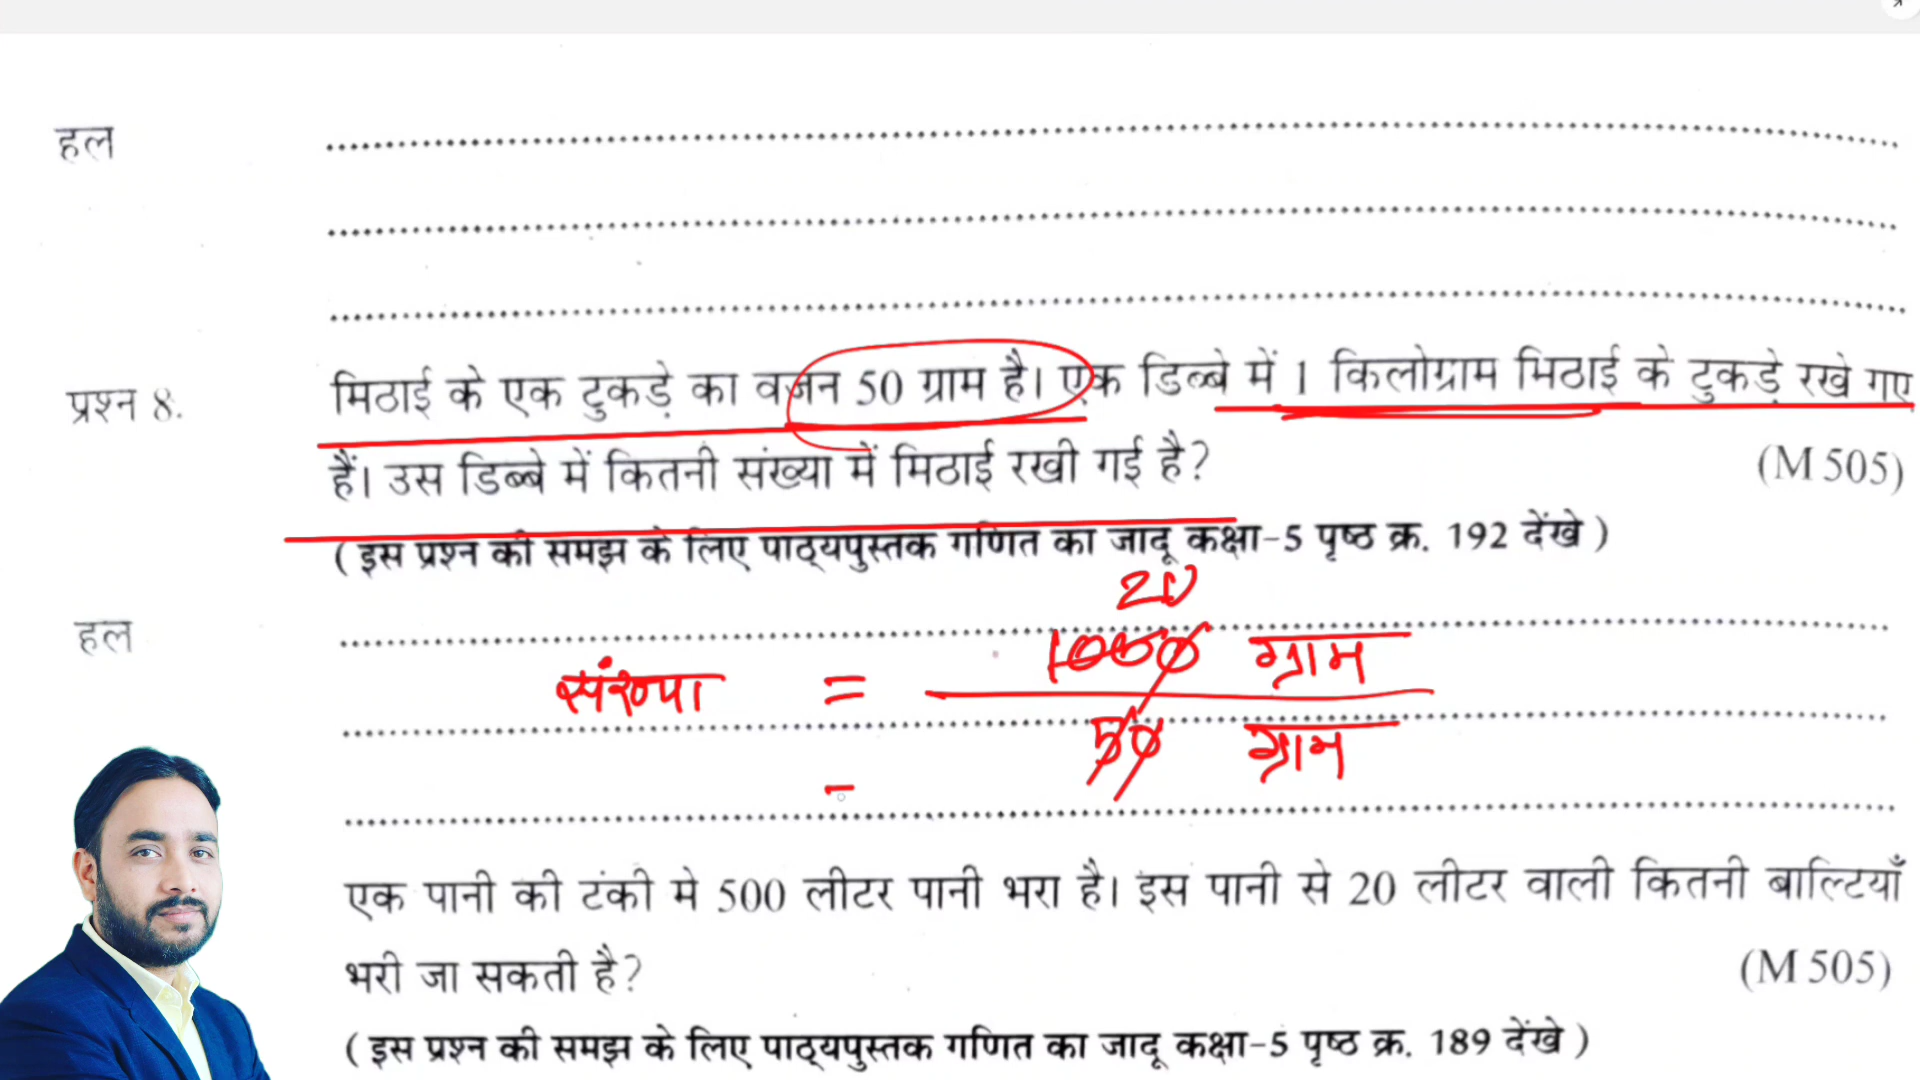 हल
प्रश्न 8. मिठाई के एक टुकड़े का वजन 50 ग्राम है। एक डिब्बे में 1 किलोग्राम मिठाई के टुकड़े रखे गए
हैं। उस डिब्बे में कितनी संख्या में मिठाई रखी गई है? (M 505)
( इस प्रश्न की समझ के लिए पाठ्यपुस्तक गणित का जादू कक्षा-5 पृष्ठ क्र. 192 देंखे )
20
हल
1000 ग्राम
संख्या =
50 ग्राम
एक पानी की टंकी मे 500 लीटर पानी भरा है। इस पानी से 20 लीटर वाली कितनी बाल्टियाँ
भरी जा सकती है? (M 505)
( इस प्रश्न की समझ के लिए पाठ्यपुस्तक गणित का जादू कक्षा-5 पृष्ठ क्र. 189 देंखे )